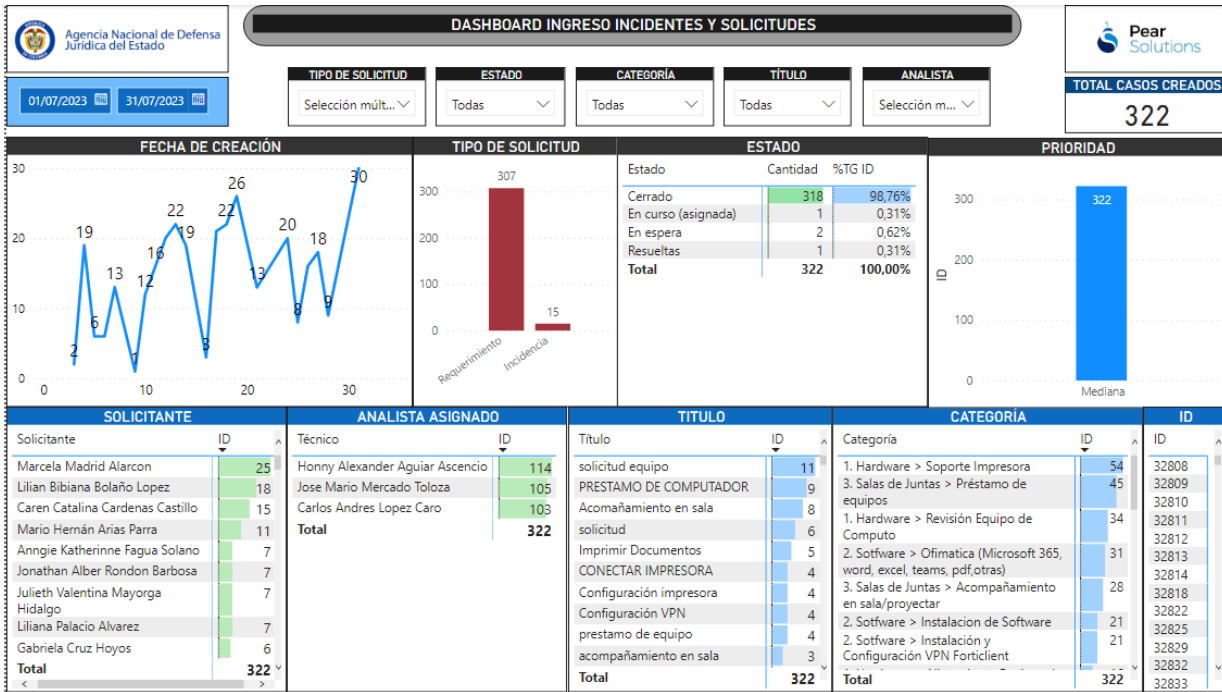 Agencia Nacional de Defensa
Jurídica del Estado
DASHBOARD INGRESO INCIDENTES Y SOLICITUDES
Pear
Solutions
01/07/2023 31/07/2023
TIPO DE SOLICITUD
Selección múlt...
ESTADO
Todas
CATEGORÍA
Todas
TÍTULO
Todas
ANALISTA
Selección m...
TOTAL CASOS CREADOS
322
FECHA DE CREACIÓN
30
20
10
0
0 10 20 30
2
19
6
13
1
12
16
22
19
3
22
26
13
20
8
18
9
30
TIPO DE SOLICITUD
300
200
100
0
307
15
Requerimiento
Incidencia
ESTADO
Estado Cantidad %TG ID
Cerrado 318 98,76%
En curso (asignada) 1 0,31%
En espera 2 0,62%
Resueltas 1 0,31%
Total 322 100,00%
PRIORIDAD
ID
300
200
100
0
322
Mediana
SOLICITANTE
Solicitante ID
Marcela Madrid Alarcon 25
Lilian Bibiana Bolaño Lopez 18
Caren Catalina Cardenas Castillo 15
Mario Hernán Arias Parra 11
Anngie Katherinne Fagua Solano 7
Jonathan Alber Rondon Barbosa 7
Julieth Valentina Mayorga
Hidalgo 7
Liliana Palacio Alvarez 7
Gabriela Cruz Hoyos 6
Total 322
ANALISTA ASIGNADO
Técnico ID
Honny Alexander Aguiar Ascencio 114
Jose Mario Mercado Toloza 105
Carlos Andres Lopez Caro 103
Total 322
TITULO
Título ID
solicitud equipo 11
PRESTAMO DE COMPUTADOR 9
Acomañamiento en sala 8
solicitud 6
Imprimir Documentos 5
CONECTAR IMPRESORA 4
Configuración impresora 4
Configuración VPN 4
prestamo de equipo 4
acompañamiento en sala 3
Total 322
CATEGORÍA
Categoría ID
1. Hardware > Soporte Impresora 54
3. Salas de Juntas > Préstamo de
equipos 45
1. Hardware > Revisión Equipo de
Computo 34
2. Sotfware > Ofimatica (Microsoft 365,
word, excel, teams, pdf,otras) 31
3. Salas de Juntas > Acompañamiento
en sala/proyectar 28
2. Sotfware > Instalacion de Software 21
2. Sotfware > Instalación y
Configuración VPN Forticlient 21
Total 322
ID
ID
32808
32809
32810
32811
32812
32813
32814
32818
32822
32825
32829
32832
32833